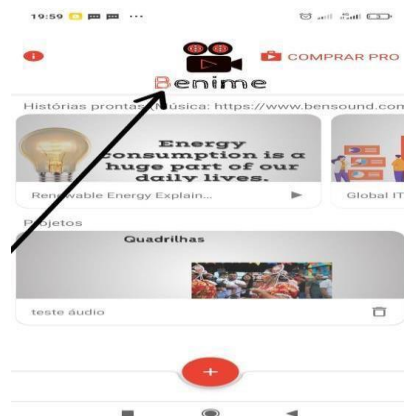 19:59
Benime
COMPRAR PRO
Histórias prontas (Música: https://www.bensound.com
Energy
consumption is a
huge part of our
daily lives.
Renewable Energy Explain...
Global IT
Projetos
Quadrilhas
teste áudio